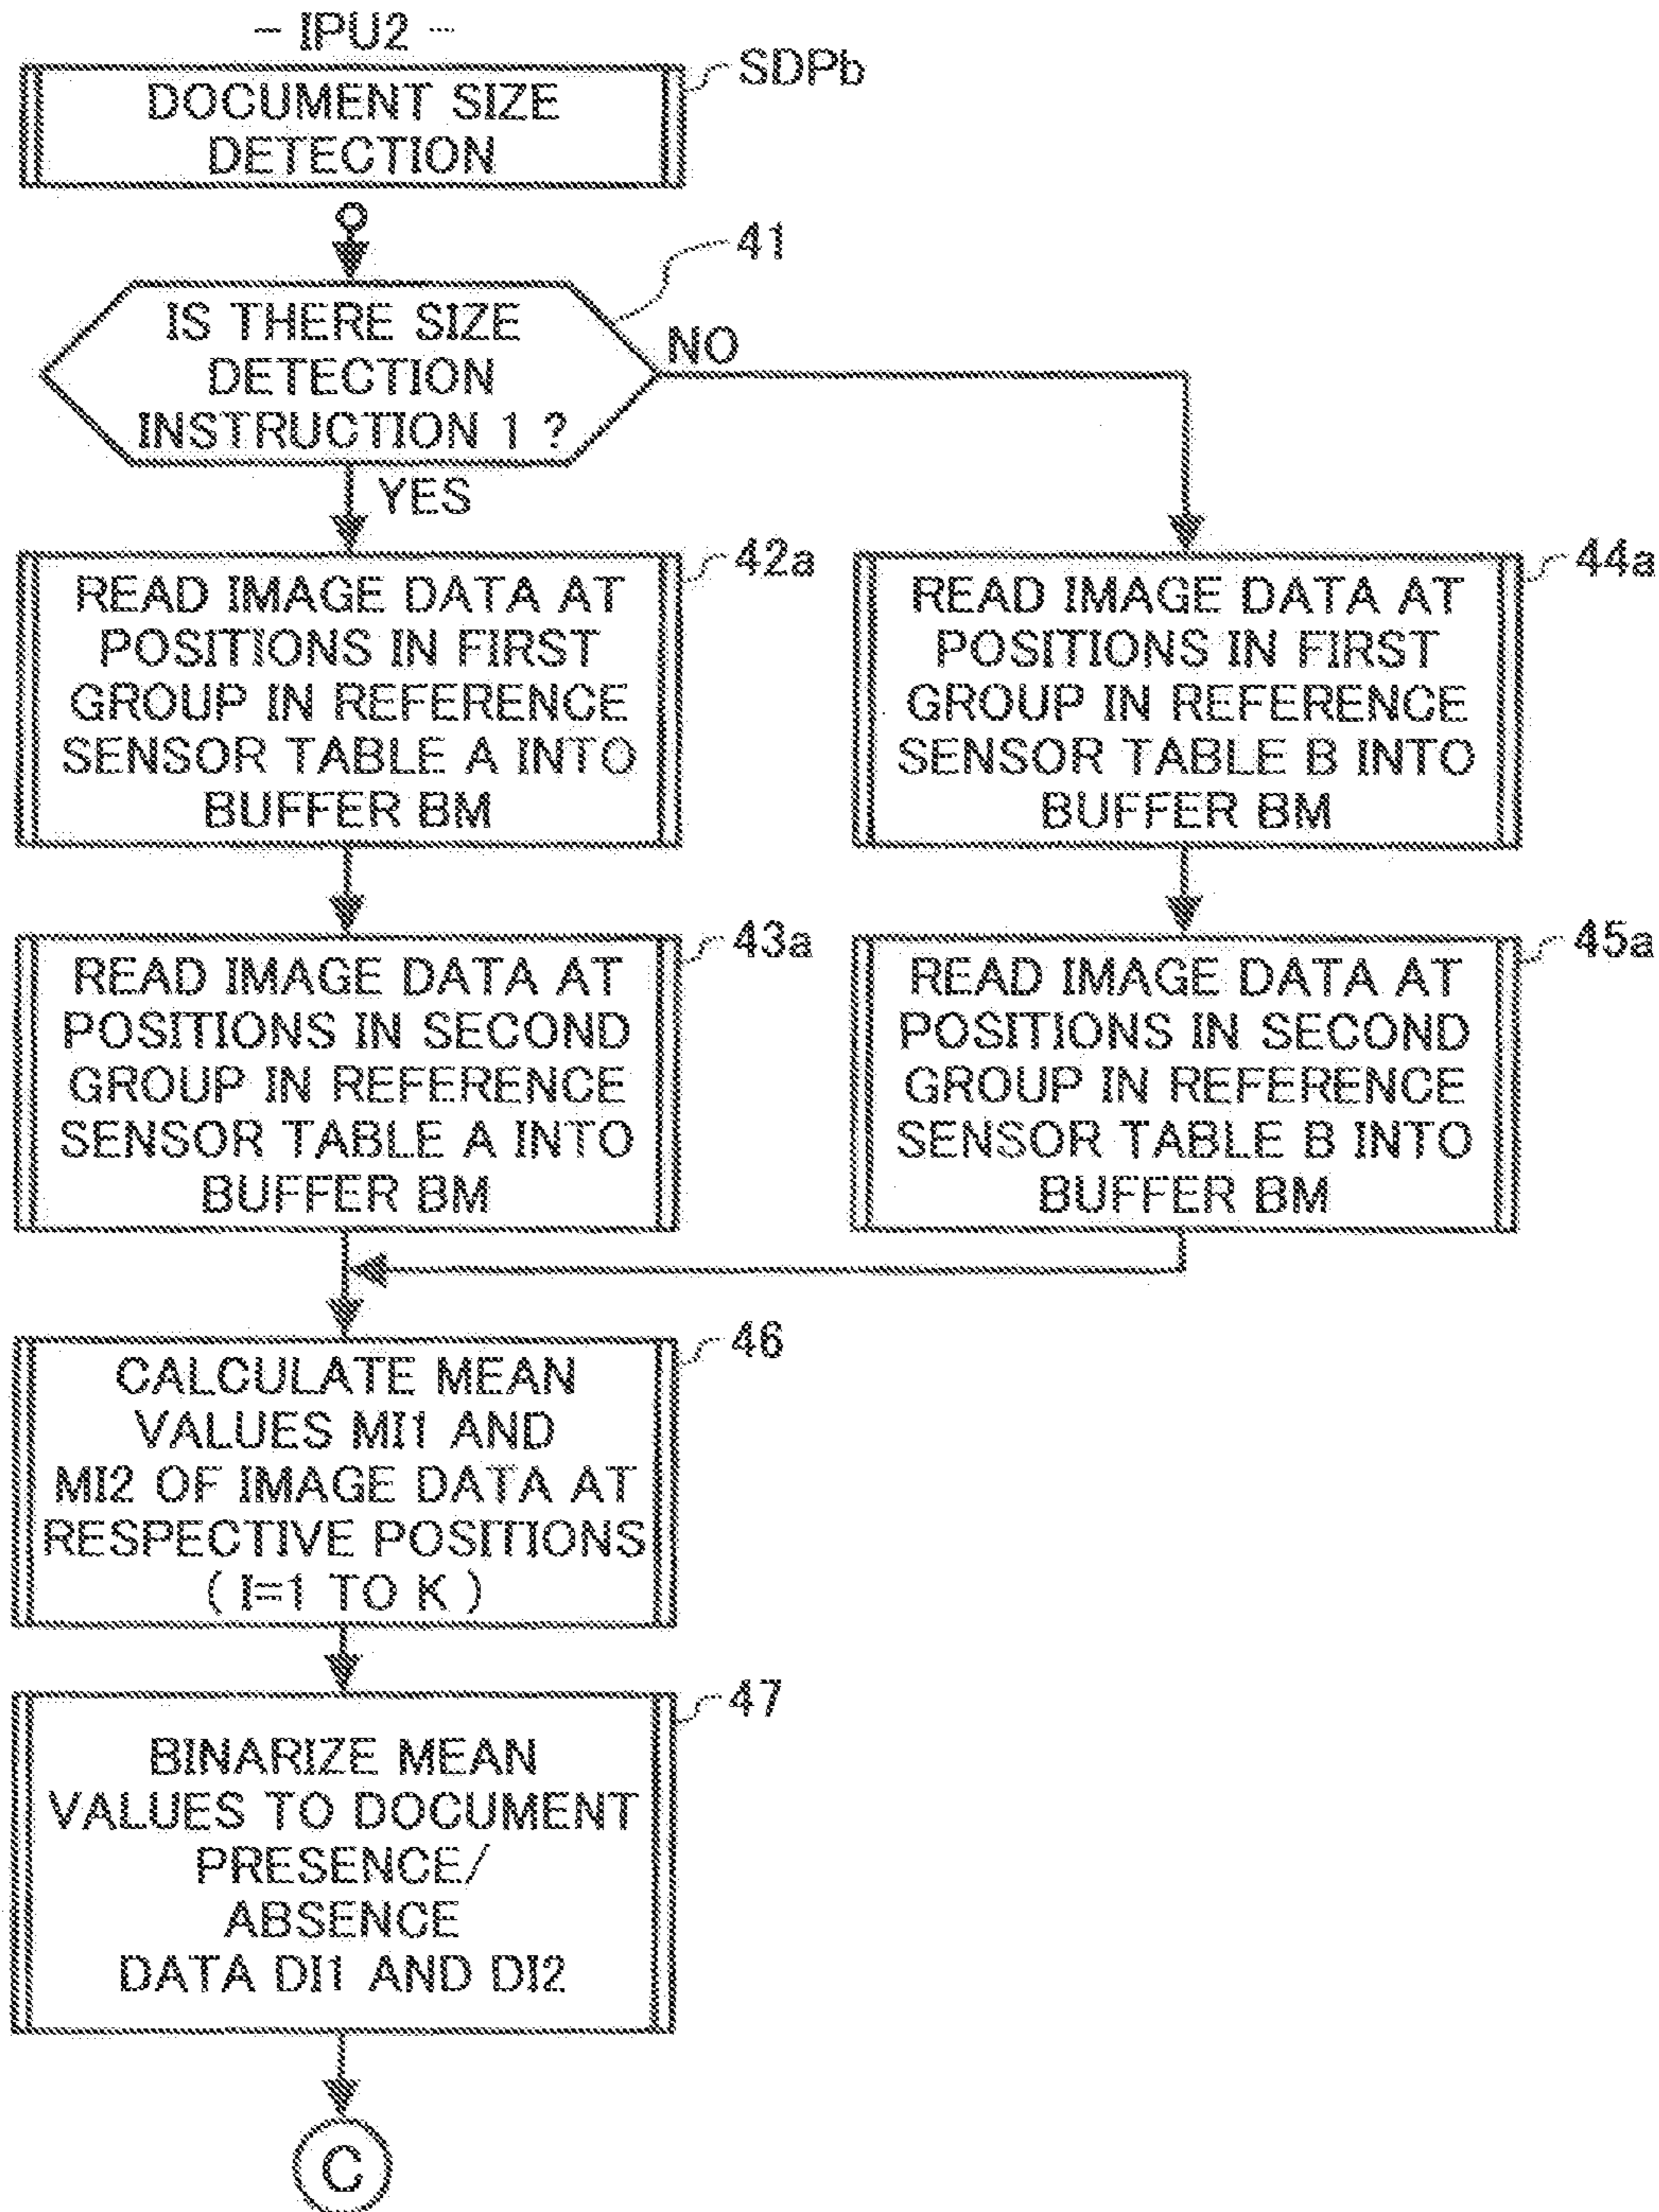 – IPU2 –
SDPb
DOCUMENT SIZE
DETECTION
41
IS THERE SIZE
DETECTION
INSTRUCTION 1 ?
NO
YES
42a
READ IMAGE DATA AT
POSITIONS IN FIRST
GROUP IN REFERENCE
SENSOR TABLE A INTO
BUFFER BM
44a
READ IMAGE DATA AT
POSITIONS IN FIRST
GROUP IN REFERENCE
SENSOR TABLE B INTO
BUFFER BM
43a
READ IMAGE DATA AT
POSITIONS IN SECOND
GROUP IN REFERENCE
SENSOR TABLE A INTO
BUFFER BM
45a
READ IMAGE DATA AT
POSITIONS IN SECOND
GROUP IN REFERENCE
SENSOR TABLE B INTO
BUFFER BM
46
CALCULATE MEAN
VALUES MI1 AND
MI2 OF IMAGE DATA AT
RESPECTIVE POSITIONS
( I=1 TO K )
47
BINARIZE MEAN
VALUES TO DOCUMENT
PRESENCE/
ABSENCE
DATA DI1 AND DI2
C